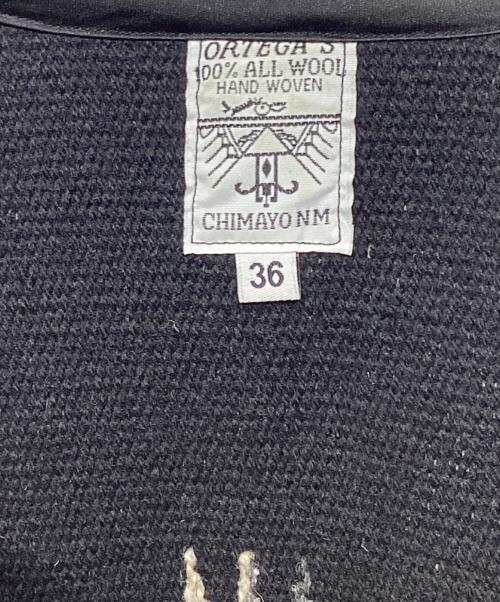 ORTEGA'S
100% ALL WOOL
HAND WOVEN
CHIMAYO NM
36